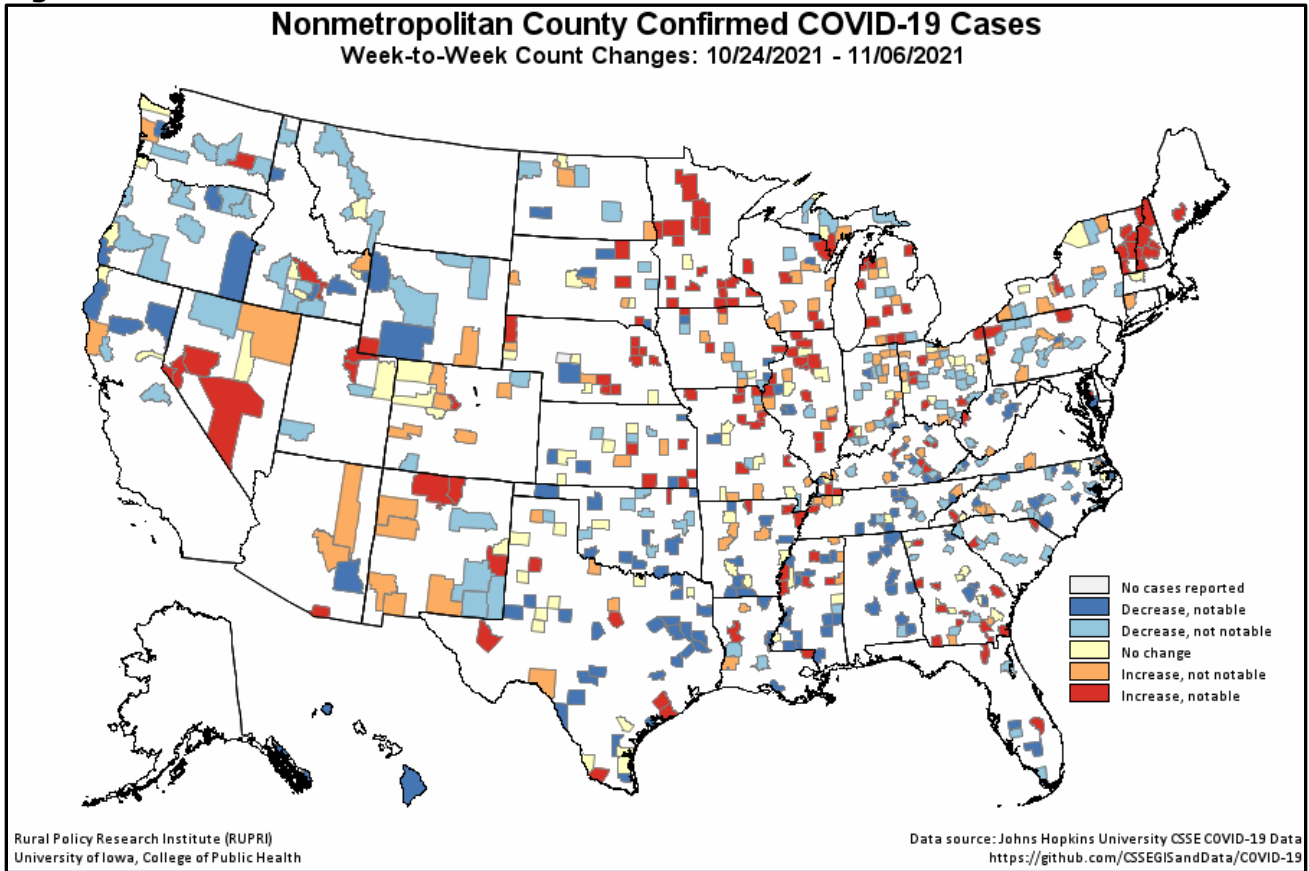 Nonmetropolitan County Confirmed COVID-19 Cases
Week-to-Week Count Changes: 10/24/2021 - 11/06/2021
No cases reported
Decrease, notable
Decrease, not notable
No change
Increase, not notable
Increase, notable
Rural Policy Research Institute (RUPRI)
University of Iowa, College of Public Health
Data source: Johns Hopkins University CSSE COVID-19 Data
https://github.com/CSSEGISandData/COVID-19